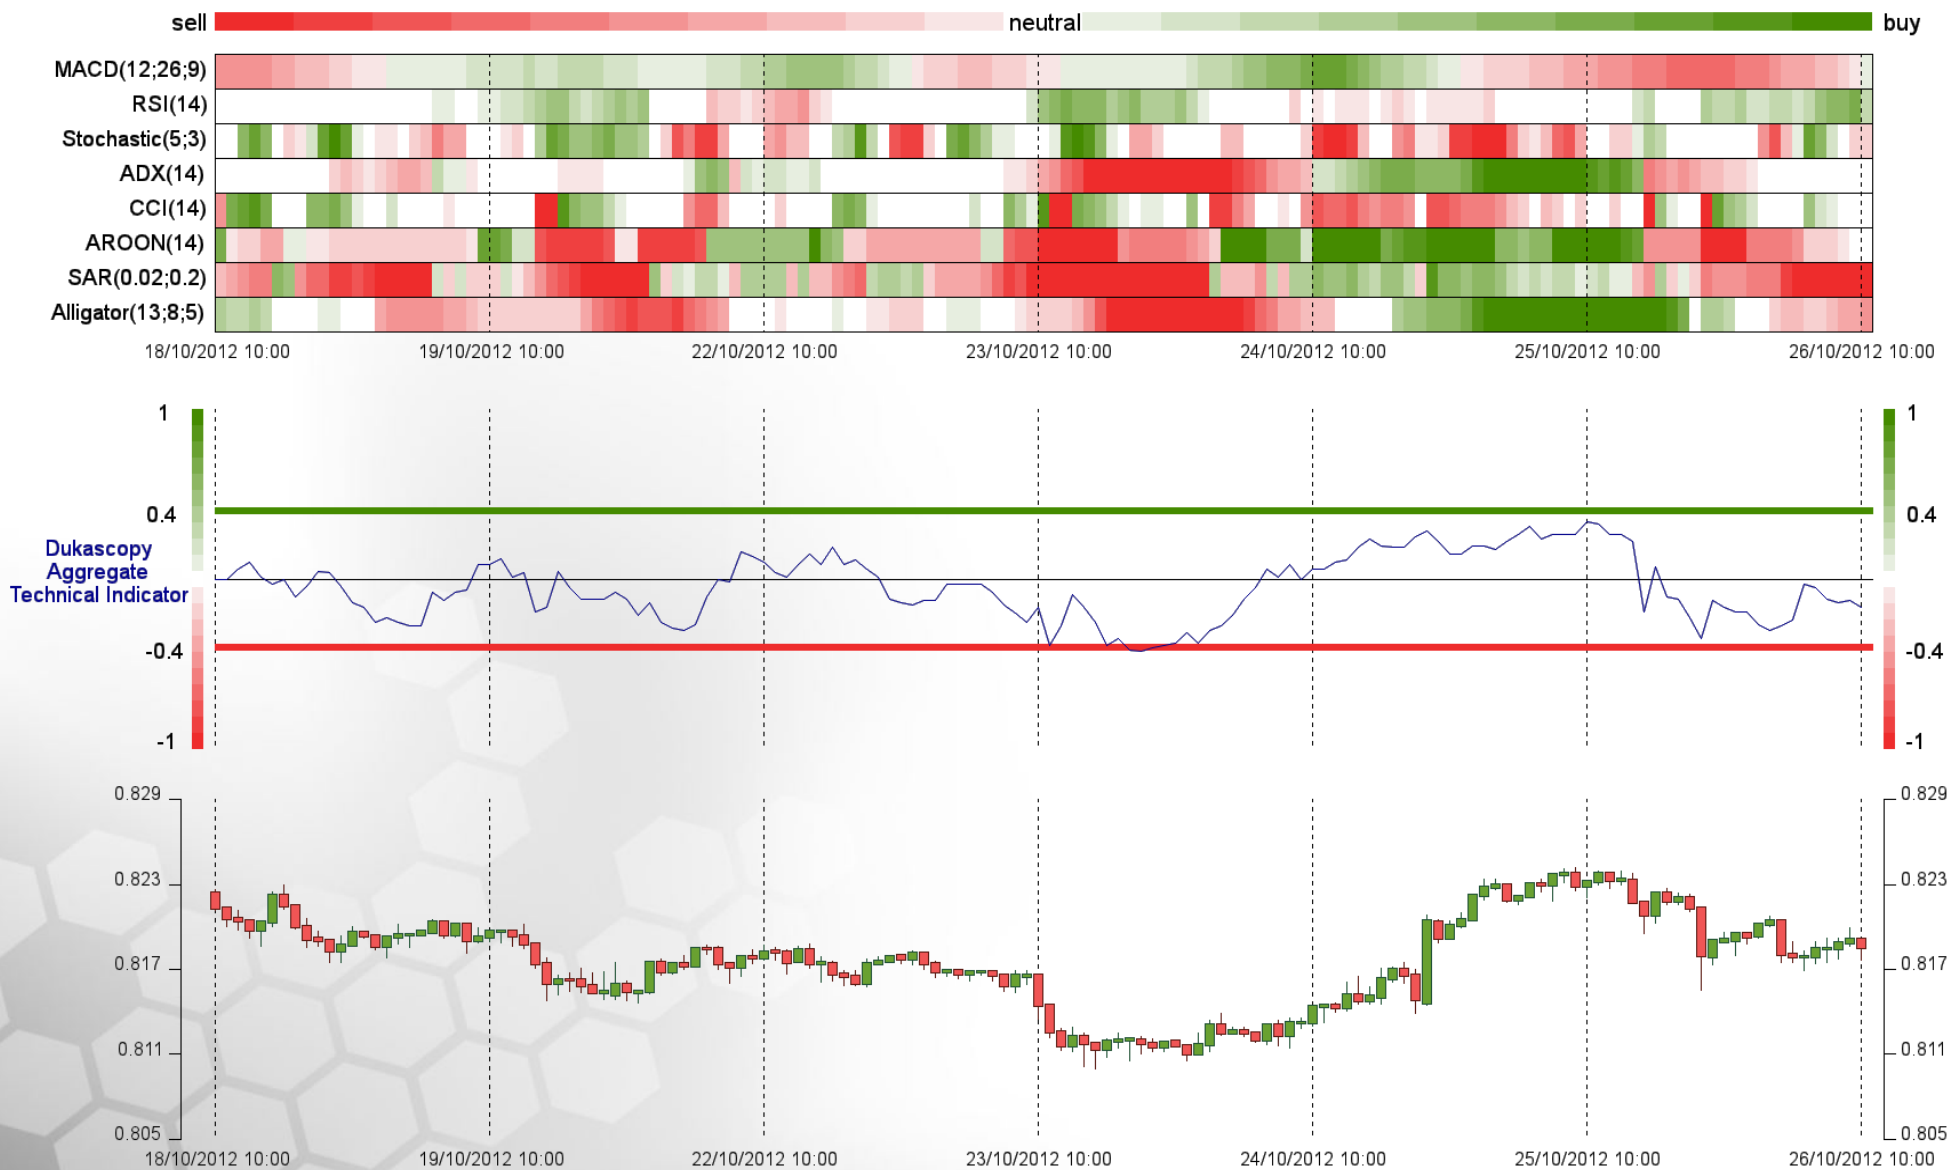 sell neutral buy
MACD(12;26;9)
RSI(14)
Stochastic(5;3)
ADX(14)
CCI(14)
AROON(14)
SAR(0.02;0.2)
Alligator(13;8;5)
18/10/2012 10:00 19/10/2012 10:00 22/10/2012 10:00 23/10/2012 10:00 24/10/2012 10:00 25/10/2012 10:00 26/10/2012 10:00
1 1
0.4 0.4
Dukascopy
Aggregate
Technical Indicator
-0.4 -0.4
-1 -1
0.829 0.829
0.823 0.823
0.817 0.817
0.811 0.811
0.805 0.805
18/10/2012 10:00 19/10/2012 10:00 22/10/2012 10:00 23/10/2012 10:00 24/10/2012 10:00 25/10/2012 10:00 26/10/2012 10:00